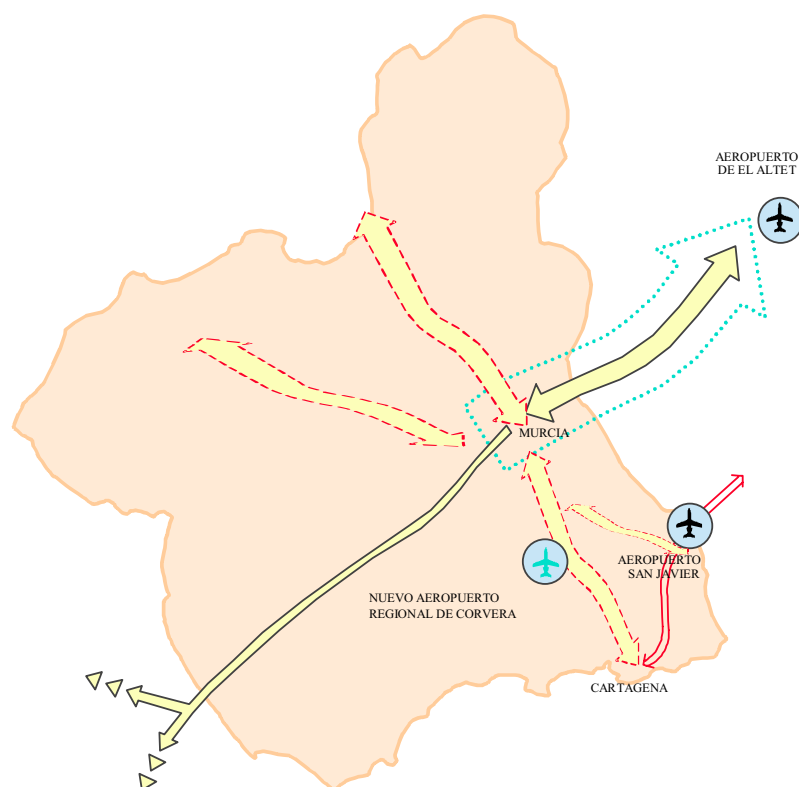 AEROPUERTO
DE EL ALTET
MURCIA
AEROPUERTO
SAN JAVIER
NUEVO AEROPUERTO
REGIONAL DE CORVERA
CARTAGENA